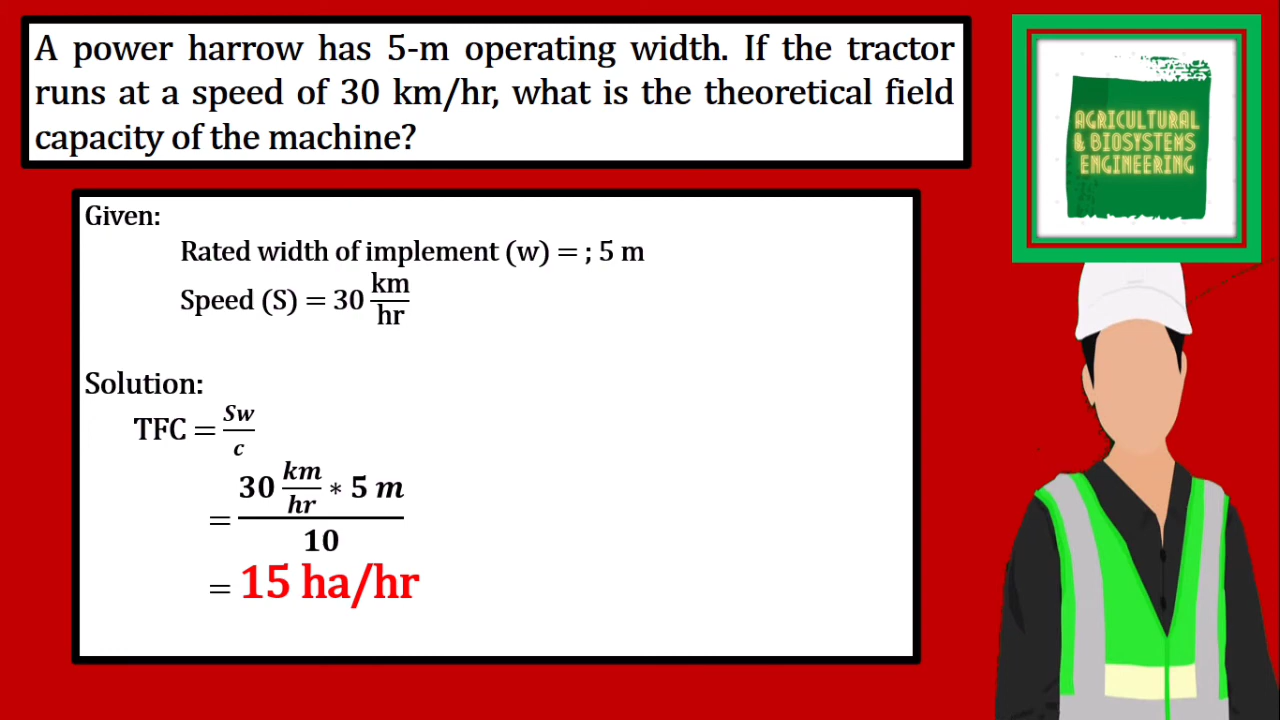 A power harrow has 5-m operating width. If the tractor
runs at a speed of 30 km/hr, what is the theoretical field
capacity of the machine?
AGRICULTURAL
& BIOSYSTEMS
ENGINEERING
Given:
Rated width of implement (w) = ; 5 m
Speed (S) = 30 km/hr
Solution:
TFC = Sw/c
= 30 km/hr * 5 m / 10
= 15 ha/hr